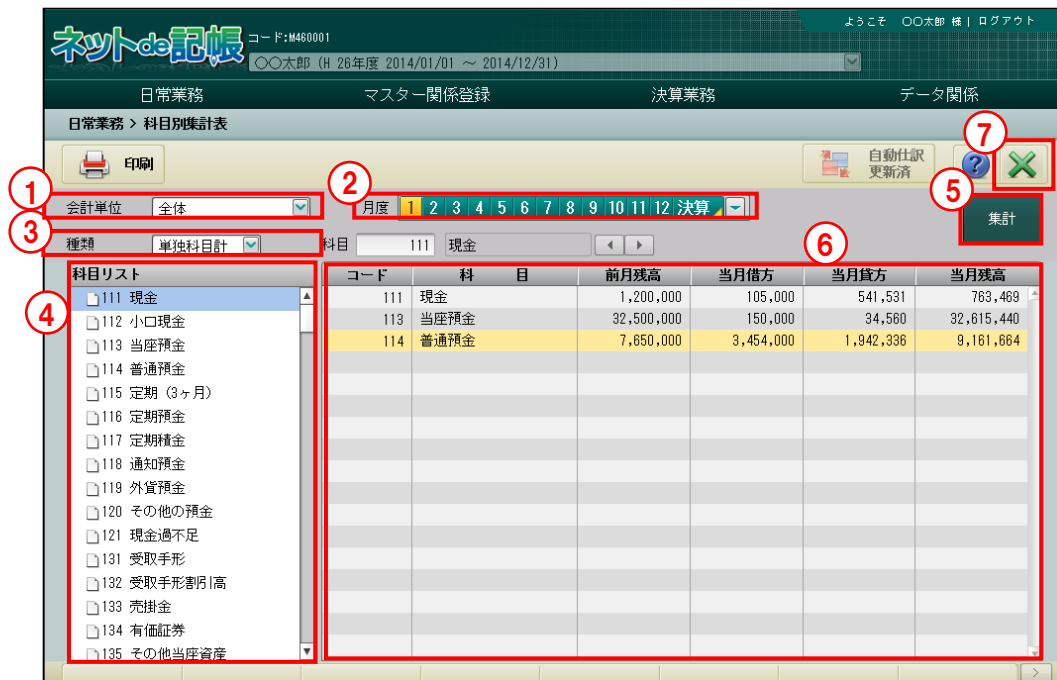 ようこそ 〇〇太郎 様 | ログアウト
ネットde記帳 コード:M460001
〇〇太郎 (H 26年度 2014/01/01 ～ 2014/12/31)
日常業務 マスター関係登録 決算業務 データ関係
日常業務 > 科目別集計表
⑦
印刷 自動仕訳
更新済 ?
① ② ⑤
会計単位 全体 月度 1 2 3 4 5 6 7 8 9 10 11 12 決算 集計
③ ⑥
種類 単独科目計 科目 111 現金
科目リスト コード 科 目 前月残高 当月借方 当月貸方 当月残高
④
111 現金
112 小口現金
113 当座預金
114 普通預金
115 定期（3ヶ月）
116 定期預金
117 定期積金
118 通知預金
119 外貨預金
120 その他の預金
121 現金過不足
131 受取手形
132 受取手形割引高
133 売掛金
134 有価証券
135 その他当座資産
111 現金 1,200,000 105,000 541,531 763,469
113 当座預金 32,500,000 150,000 34,560 32,615,440
114 普通預金 7,650,000 3,454,000 1,942,336 9,161,664